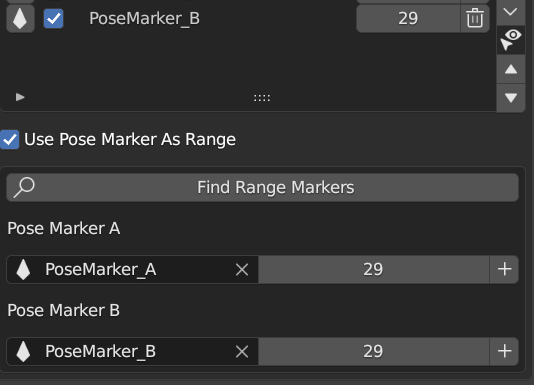 PoseMarker_B 29
Use Pose Marker As Range
Find Range Markers
Pose Marker A
PoseMarker_A 29
Pose Marker B
PoseMarker_B 29